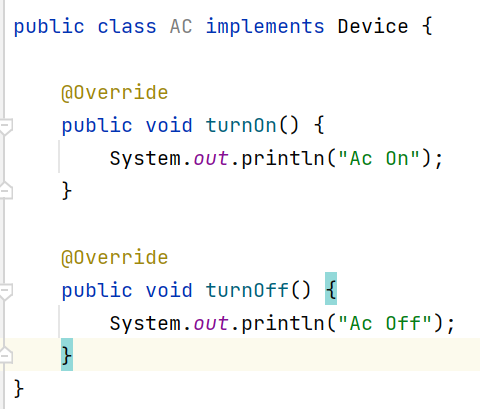 public class AC implements Device {
@Override
public void turnOn() {
System.out.println("Ac On");
}
@Override
public void turnOff() {
System.out.println("Ac Off");
}
}